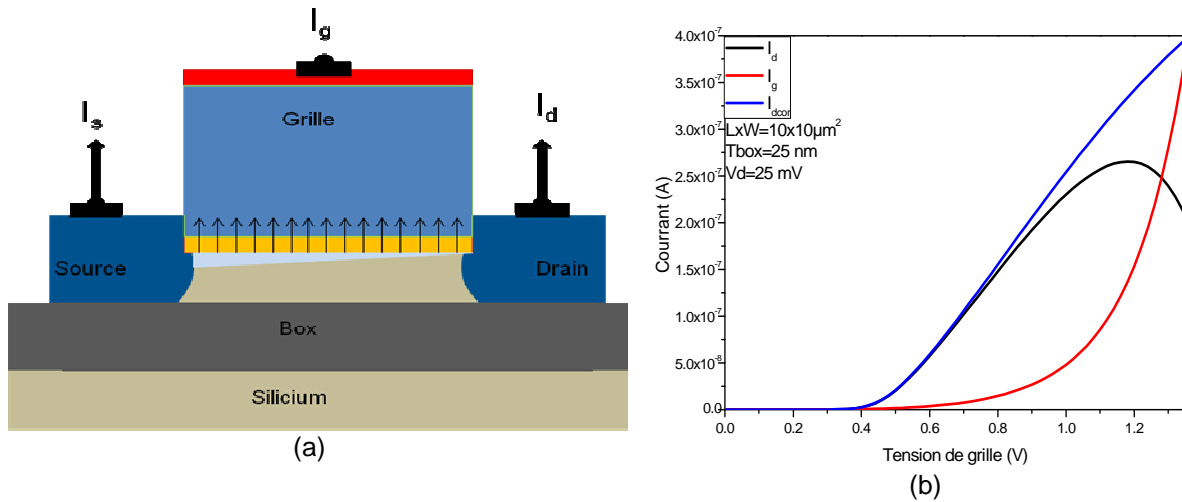 I_g
I_s
I_d
Grille
Source
Drain
Box
Silicium
(a)
4.0x10^-7
3.5x10^-7
3.0x10^-7
2.5x10^-7
2.0x10^-7
1.5x10^-7
1.0x10^-7
5.0x10^-8
0.0
I_d
I_g
I_dcor
LxW=10x10µm²
Tbox=25 nm
Vd=25 mV
Courrant (A)
0.0 0.2 0.4 0.6 0.8 1.0 1.2
Tension de grille (V)
(b)